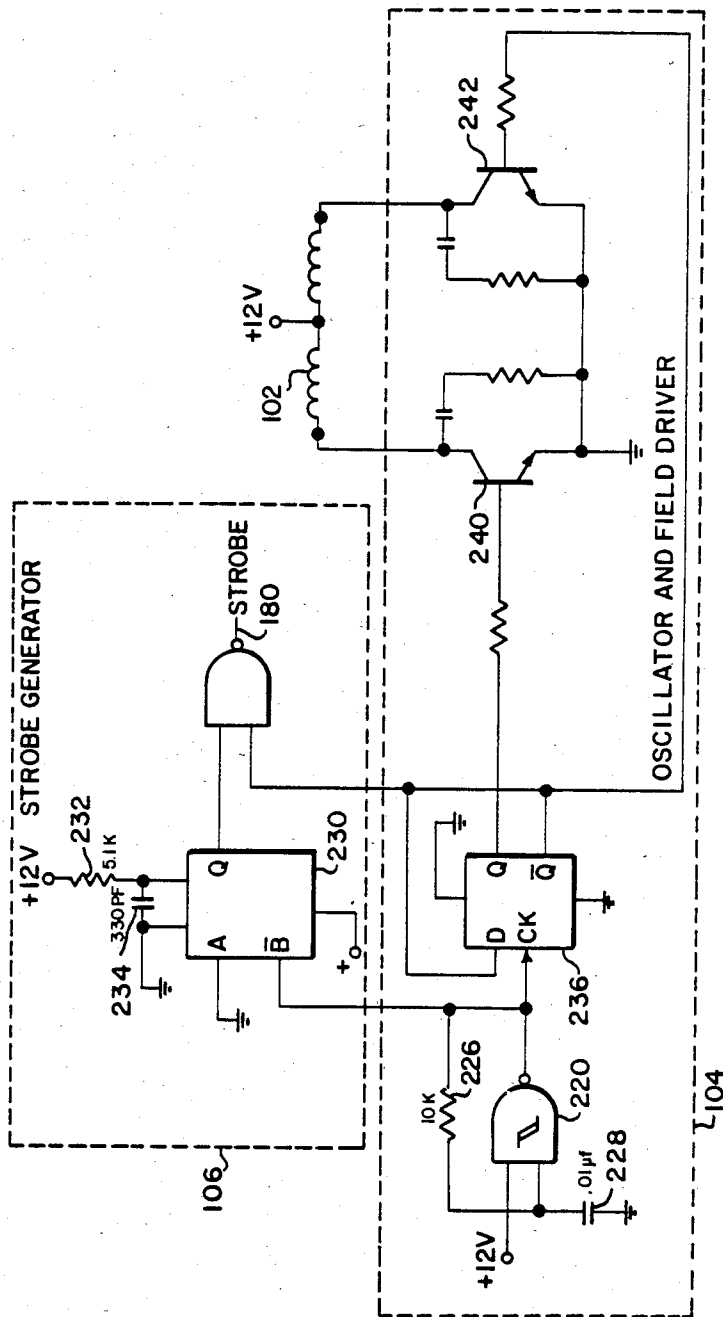 +12V STROBE GENERATOR
232
5.1K
330PF
234
A
Q
B
230
+
STROBE
180
106
+12V
102
242
240
OSCILLATOR AND FIELD DRIVER
D
Q
CK
Q
236
10K
226
220
.01µf
228
+12V
104